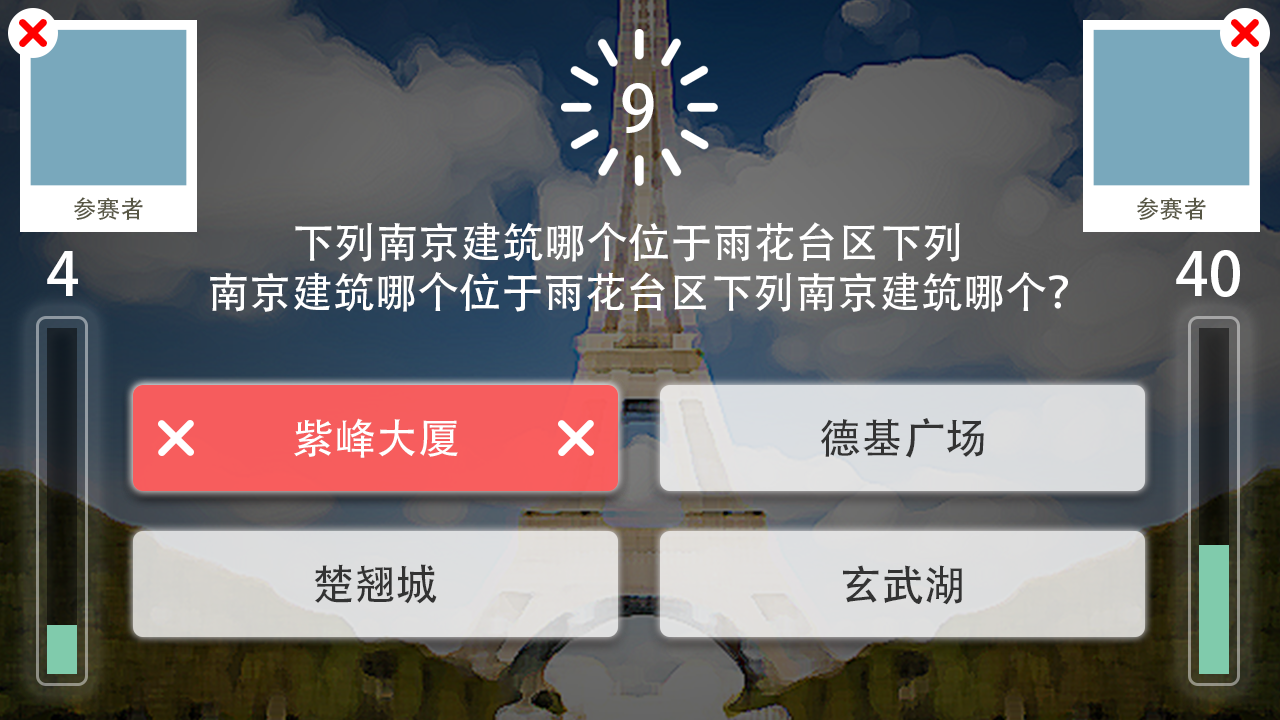 9
参赛者
参赛者
4
40
下列南京建筑哪个位于雨花台区下列
南京建筑哪个位于雨花台区下列南京建筑哪个?
紫峰大厦
德基广场
楚翘城
玄武湖